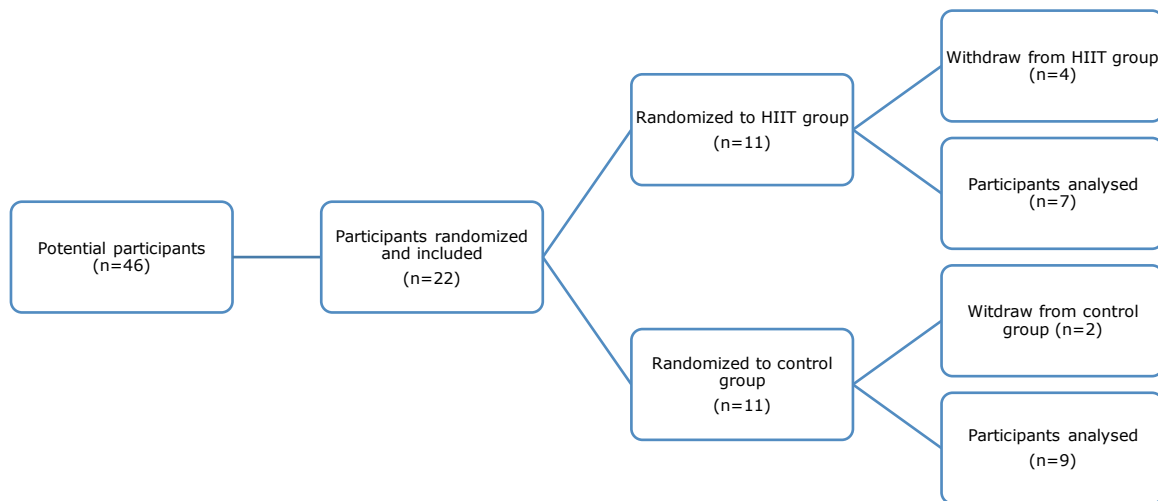 Potential participants
(n=46)
Participants randomized
and included
(n=22)
Randomized to HIIT group
(n=11)
Withdraw from HIIT group
(n=4)
Participants analysed
(n=7)
Randomized to control
group
(n=11)
Witdraw from control
group (n=2)
Participants analysed
(n=9)